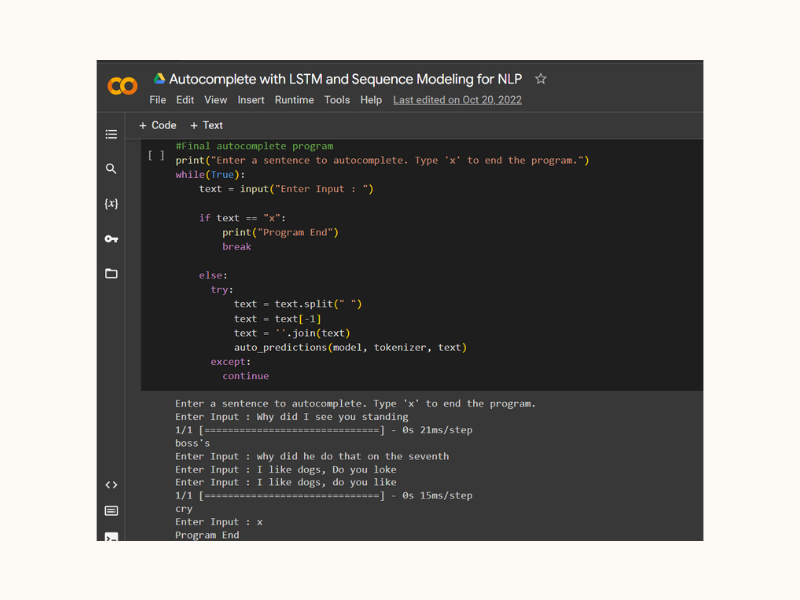 Autocomplete with LSTM and Sequence Modeling for NLP
File Edit View Insert Runtime Tools Help Last edited on Oct 20, 2022
+ Code + Text
#Final autocomplete program
[ ] print("Enter a sentence to autocomplete. Type 'x' to end the program.")
while(True):
text = input("Enter Input : ")
if text == "x":
print("Program End")
break
else:
try:
text = text.split(" ")
text = text[-1]
text = ''.join(text)
auto_predictions(model, tokenizer, text)
except:
continue
Enter a sentence to autocomplete. Type 'x' to end the program.
Enter Input : Why did I see you standing
1/1 [==============================] - 0s 21ms/step
boss's
Enter Input : why did he do that on the seventh
Enter Input : I like dogs, Do you loke
Enter Input : I like dogs, do you like
1/1 [==============================] - 0s 15ms/step
cry
Enter Input : x
Program End